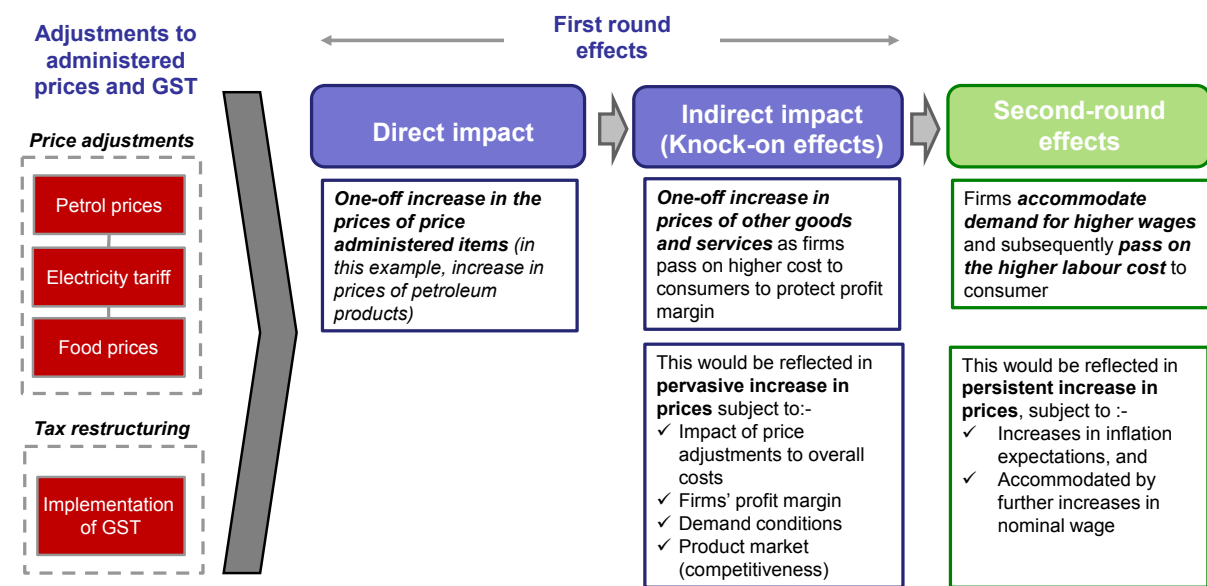 Adjustments to
administered
prices and GST
Price adjustments
Petrol prices
Electricity tariff
Food prices
Tax restructuring
Implementation
of GST
First round
effects
Direct impact
One-off increase in the
prices of price
administered items (in
this example, increase in
prices of petroleum
products)
Indirect impact
(Knock-on effects)
One-off increase in
prices of other goods
and services as firms
pass on higher cost to
consumers to protect profit
margin
This would be reflected in
pervasive increase in
prices subject to:-
✓ Impact of price
adjustments to overall
costs
✓ Firms' profit margin
✓ Demand conditions
✓ Product market
(competitiveness)
Second-round
effects
Firms accommodate
demand for higher wages
and subsequently pass on
the higher labour cost to
consumer
This would be reflected in
persistent increase in
prices, subject to :-
✓ Increases in inflation
expectations, and
✓ Accommodated by
further increases in
nominal wage